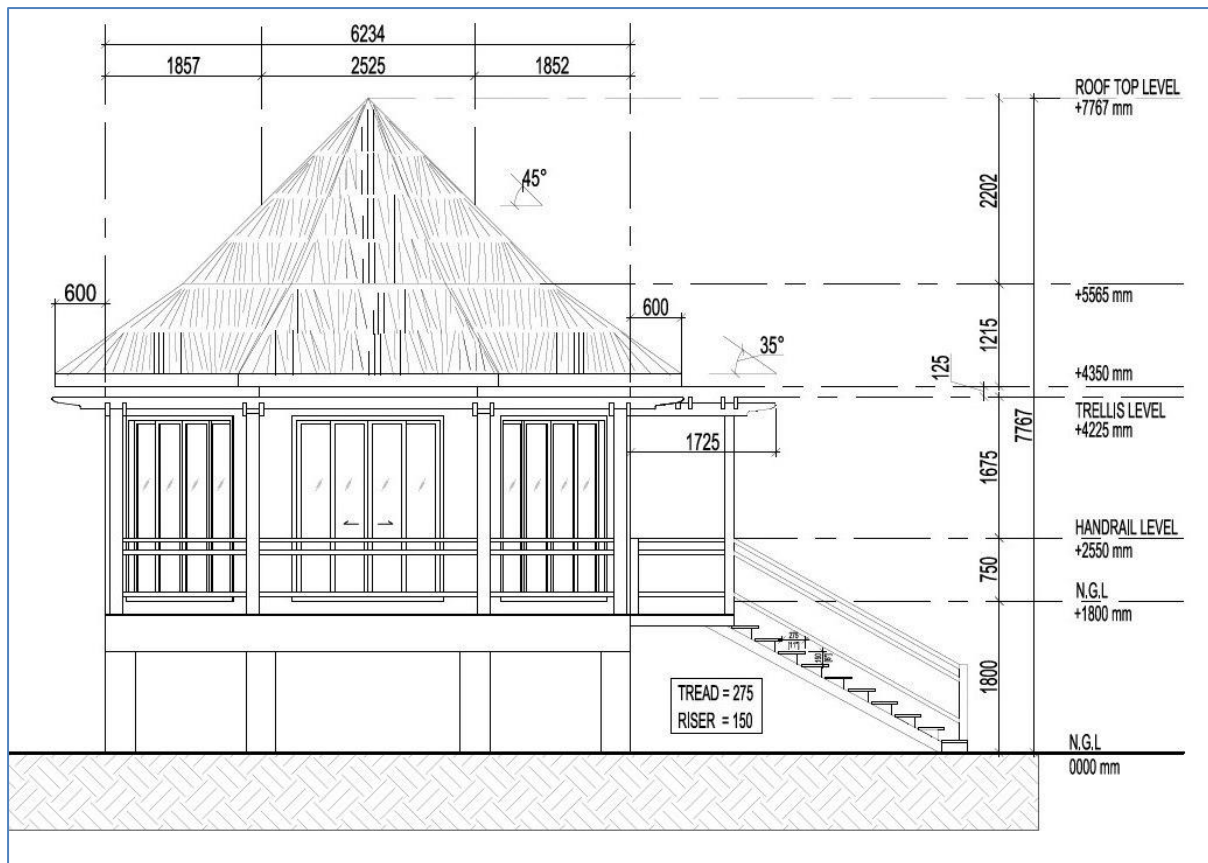 6234
1857
2525
1852
ROOF TOP LEVEL
+7767 mm
45°
2202
600
600
+5565 mm
35°
1215
125
+4350 mm
TRELLIS LEVEL
+4225 mm
7767
1725
1675
HANDRAIL LEVEL
+2550 mm
750
N.G.L
+1800 mm
275
[11"]
TREAD = 275
RISER = 150
1800
N.G.L
0000 mm